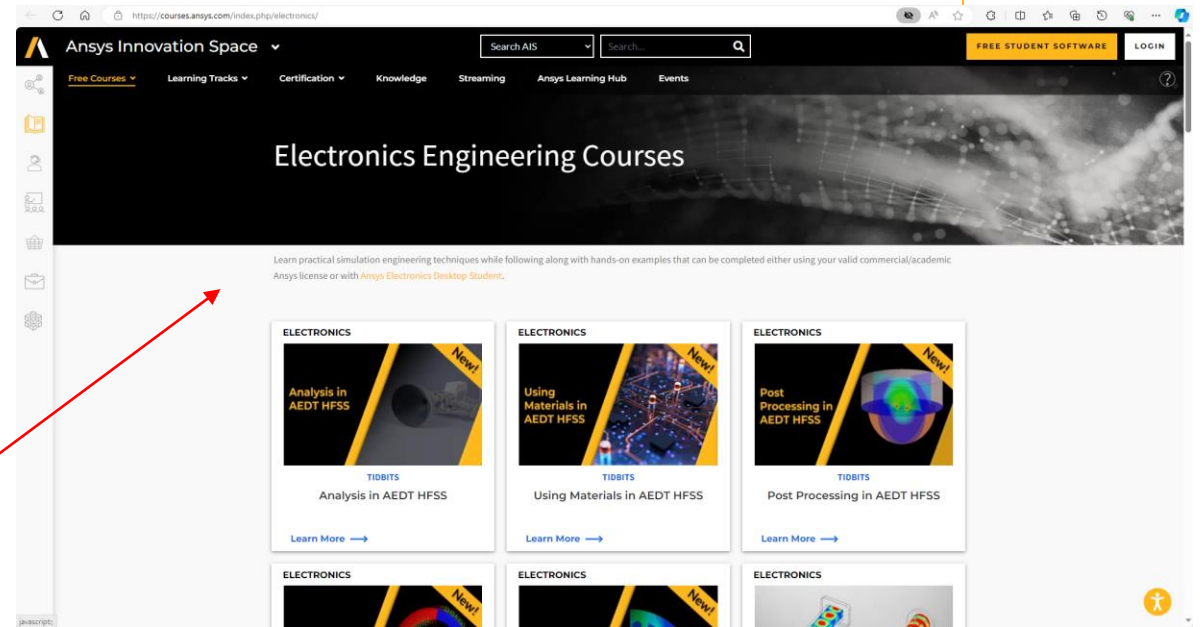 https://courses.ansys.com/index.php/electronics/
Ansys Innovation Space
Search AIS
Search...
FREE STUDENT SOFTWARE
LOGIN
Free Courses
Learning Tracks
Certification
Knowledge
Streaming
Ansys Learning Hub
Events
Electronics Engineering Courses
Learn practical simulation engineering techniques while following along with hands-on examples that can be completed either using your valid commercial/academic
Ansys license or with Ansys Electronics Desktop Student.
ELECTRONICS
New!
Analysis in
AEDT HFSS
TIDBITS
Analysis in AEDT HFSS
Learn More
ELECTRONICS
New!
Using
Materials in
AEDT HFSS
TIDBITS
Using Materials in AEDT HFSS
Learn More
ELECTRONICS
New!
Post
Processing in
AEDT HFSS
TIDBITS
Post Processing in AEDT HFSS
Learn More
ELECTRONICS
New!
ELECTRONICS
New!
ELECTRONICS
javascript: